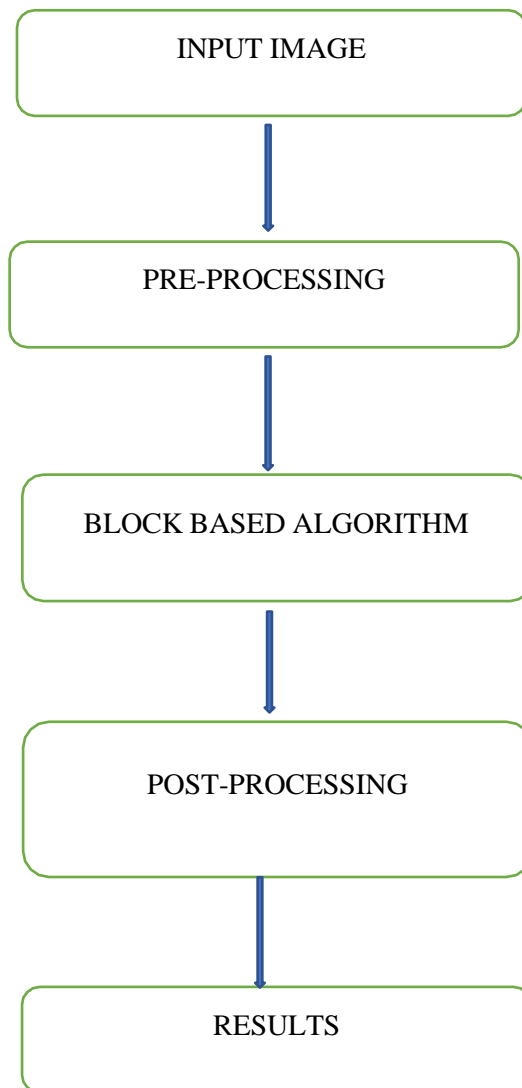 INPUT IMAGE
PRE-PROCESSING
BLOCK BASED ALGORITHM
POST-PROCESSING
RESULTS